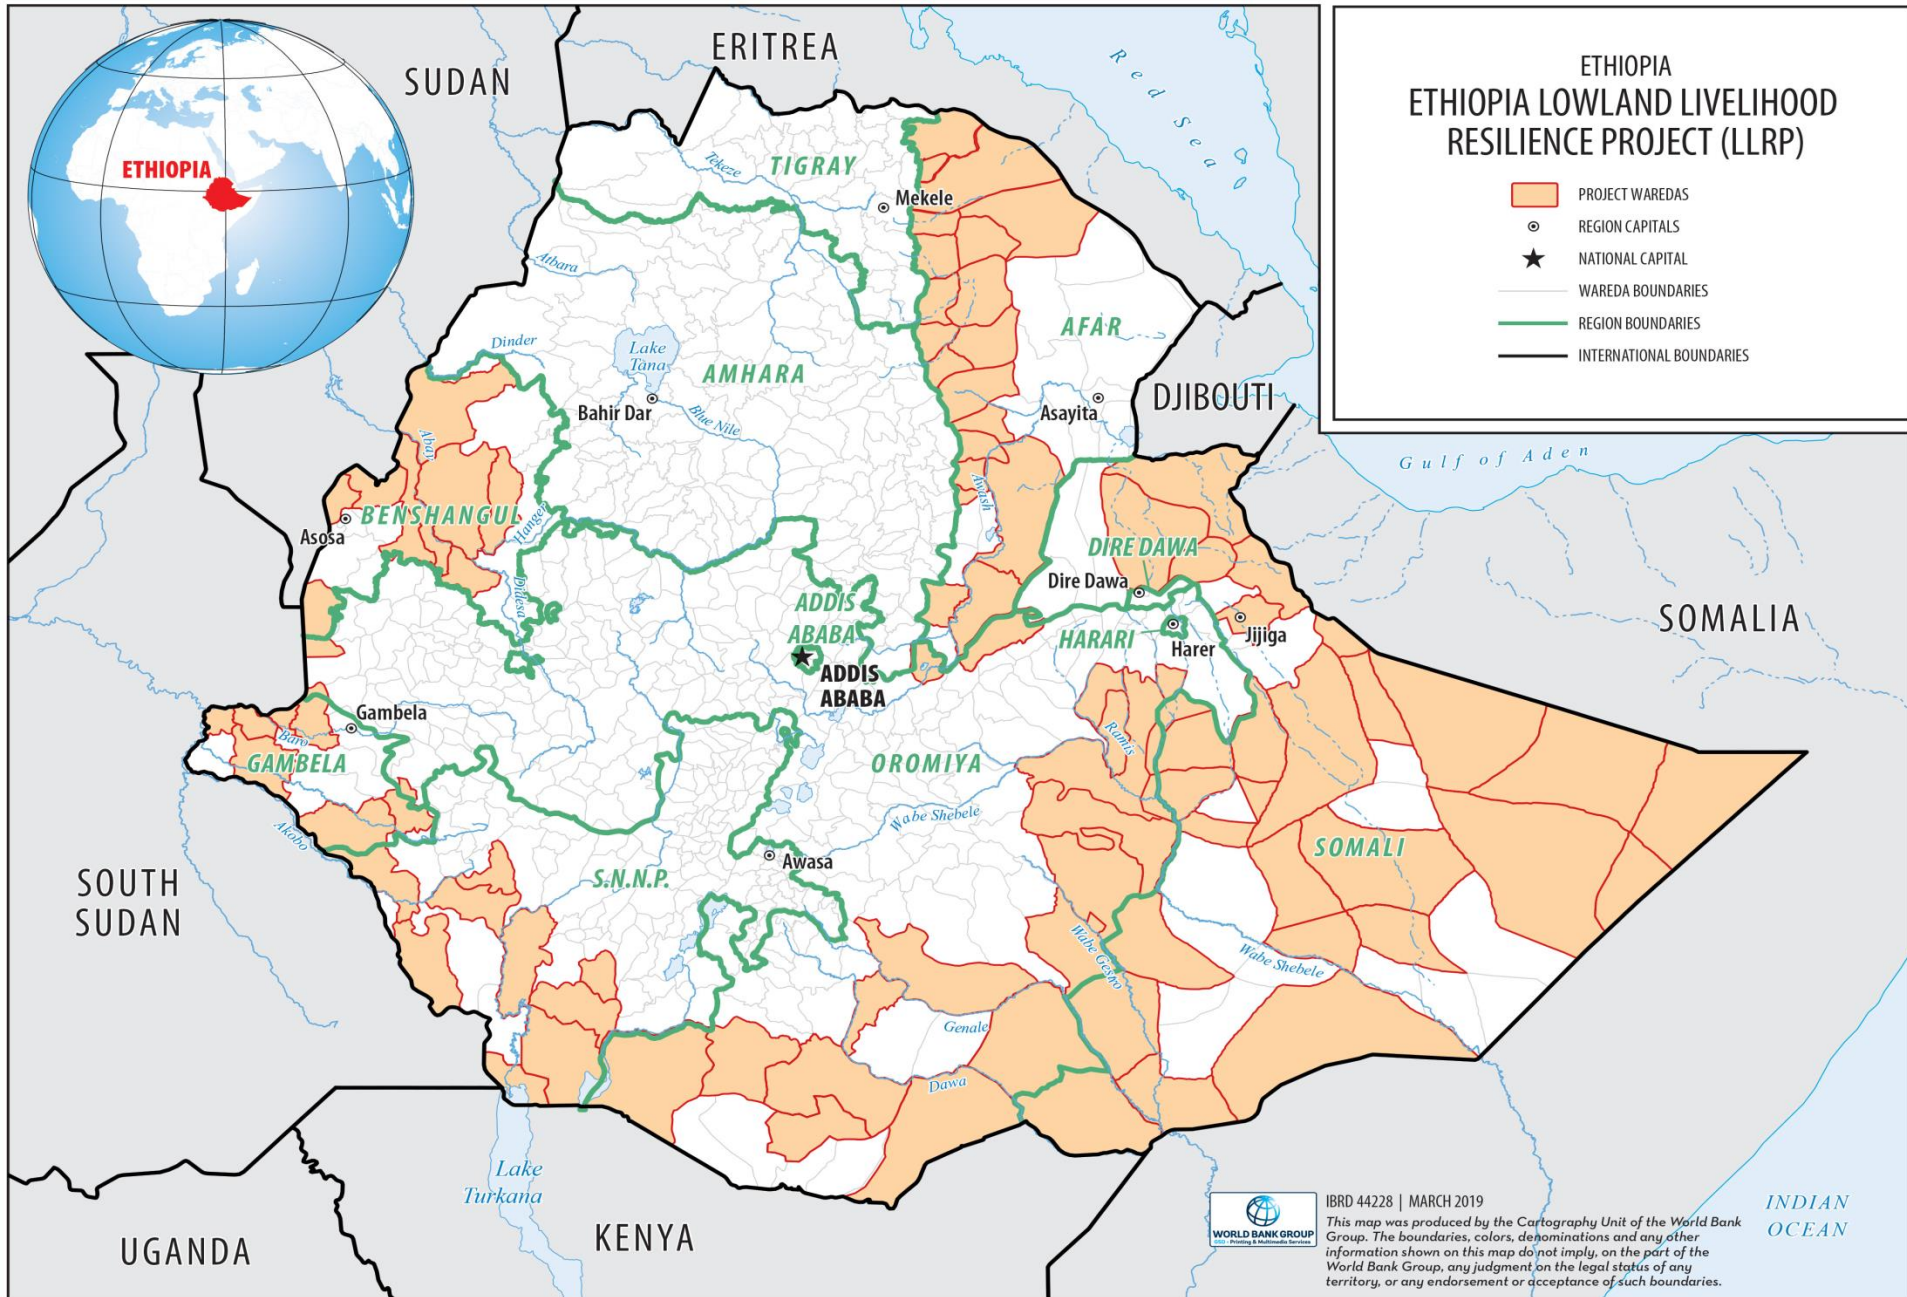 ETHIOPIA
ETHIOPIA LOWLAND LIVELIHOOD
RESILIENCE PROJECT (LLRP)
PROJECT WAREDAS
REGION CAPITALS
NATIONAL CAPITAL
WAREDA BOUNDARIES
REGION BOUNDARIES
INTERNATIONAL BOUNDARIES
ETHIOPIA
SUDAN
ERITREA
Red Sea
TIGRAY
Tekeze
Mekele
Atbara
AFAR
Dinder
Lake
Tana
AMHARA
DJIBOUTI
Bahir Dar
Blue Nile
Asayita
Abay
Gulf of Aden
Awash
BENSHANGUL
Asosa
Hanger
DIRE DAWA
Didesa
Dire Dawa
ADDIS
ABABA
SOMALIA
HARARI
Harer
Jijiga
ADDIS
ABABA
Gambela
Baro
Ramis
GAMBELA
OROMIYA
Wabe Shebele
Akobo
SOMALI
Awasa
S.N.N.P.
SOUTH
SUDAN
Wabe Gestro
Wabe Shebele
Genale
Dawa
Lake
Turkana
UGANDA
KENYA
INDIAN
OCEAN
WORLD BANK GROUP
GSD - Printing & Multimedia Services
IBRD 44228 | MARCH 2019
This map was produced by the Cartography Unit of the World Bank
Group. The boundaries, colors, denominations and any other
information shown on this map do not imply, on the part of the
World Bank Group, any judgment on the legal status of any
territory, or any endorsement or acceptance of such boundaries.